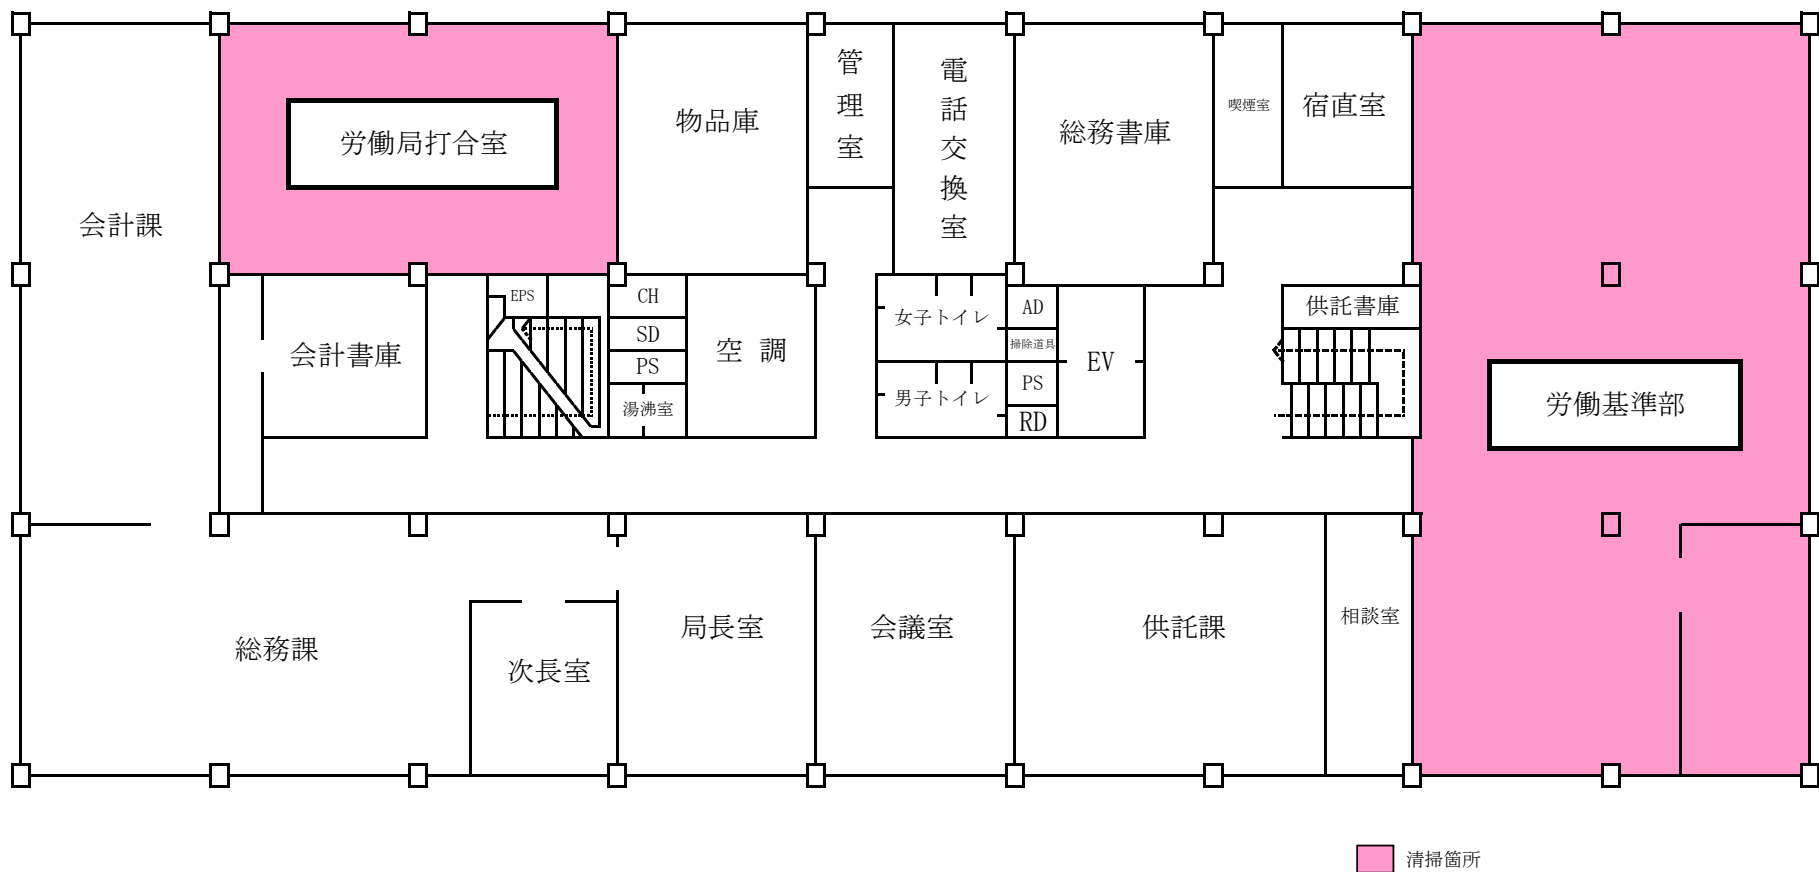 労働局打合室
物品庫
管理室
電話交換室
総務書庫
喫煙室
宿直室
会計課
EPS
CH
SD
PS
湯沸室
空 調
会計書庫
女子トイレ
男子トイレ
AD
掃除道具
PS
RD
EV
供託書庫
労働基準部
総務課
次長室
局長室
会議室
供託課
相談室
清掃箇所